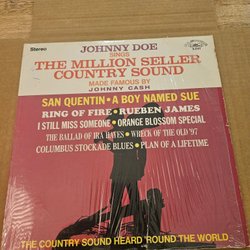 Stereo
JOHNNY DOE
SINGS
THE MILLION SELLER
COUNTRY SOUND
MADE FAMOUS BY
JOHNNY CASH
SAN QUENTIN • A BOY NAMED SUE
RING OF FIRE • RUEBEN JAMES
I STILL MISS SOMEONE • ORANGE BLOSSOM SPECIAL
THE BALLAD OF IRA HAYES • WRECK OF THE OLD '97
COLUMBUS STOCKADE BLUES • PLAN OF A LIFETIME
THE COUNTRY SOUND HEARD 'ROUND THE WORLD